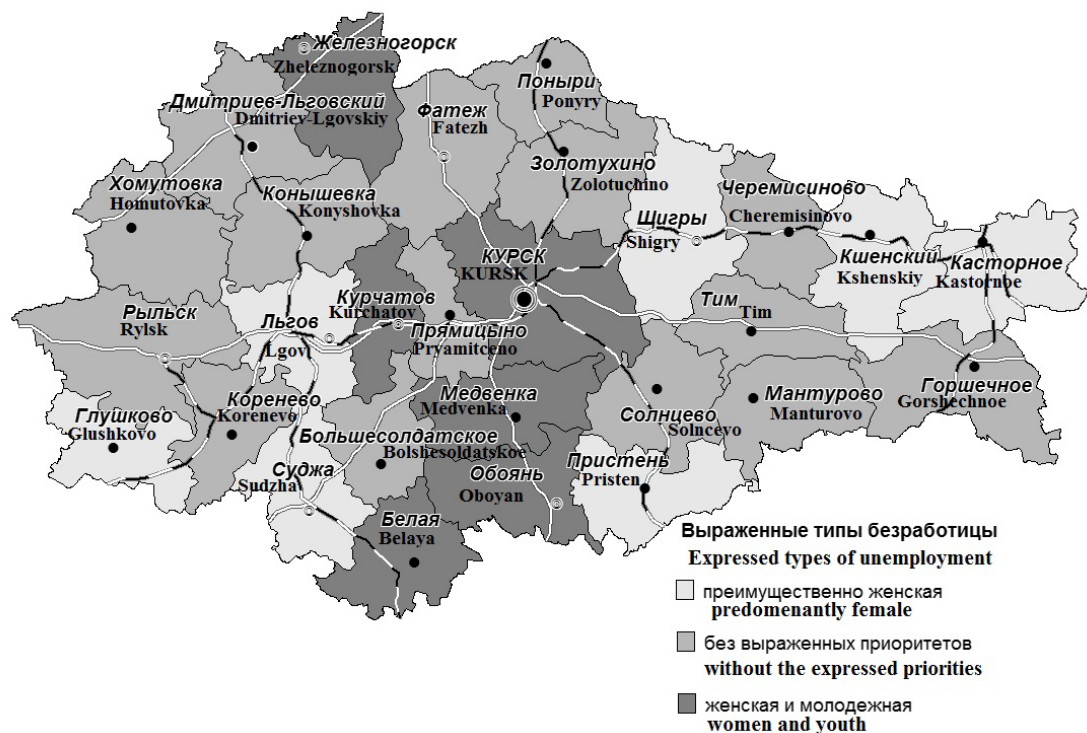 Железногорск
Zheleznogorsk
Поныри
Ponyry
Дмитриев-Льговский
Dmitriev-Lgovskiy
Фатеж
Fatezh
Золотухино
Zolotuchino
Хомутовка
Homutovka
Конышевка
Konyshovka
Черемисиново
Cheremisinovo
Щигры
Shigry
КУРСК
KURSK
Кшенский
Kshenskiy
Касторное
Kastornoe
Рыльск
Rylsk
Льгов
Lgov
Курчатов
Kurchatov
Прямицыно
Pryamitceno
Тим
Tim
Глушково
Glushkovo
Коренево
Korenevo
Медвенка
Medvenka
Солнцево
Solncevo
Мантурово
Manturovo
Горшечное
Gorshechnoe
Большесолдатское
Bolshesoldatskoe
Суджа
Sudzha
Обоянь
Oboyan
Пристень
Pristen
Белая
Belaya
Выраженные типы безработицы
Expressed types of unemployment
преимущественно женская
predomenantly female
без выраженных приоритетов
without the expressed priorities
женская и молодежная
women and youth